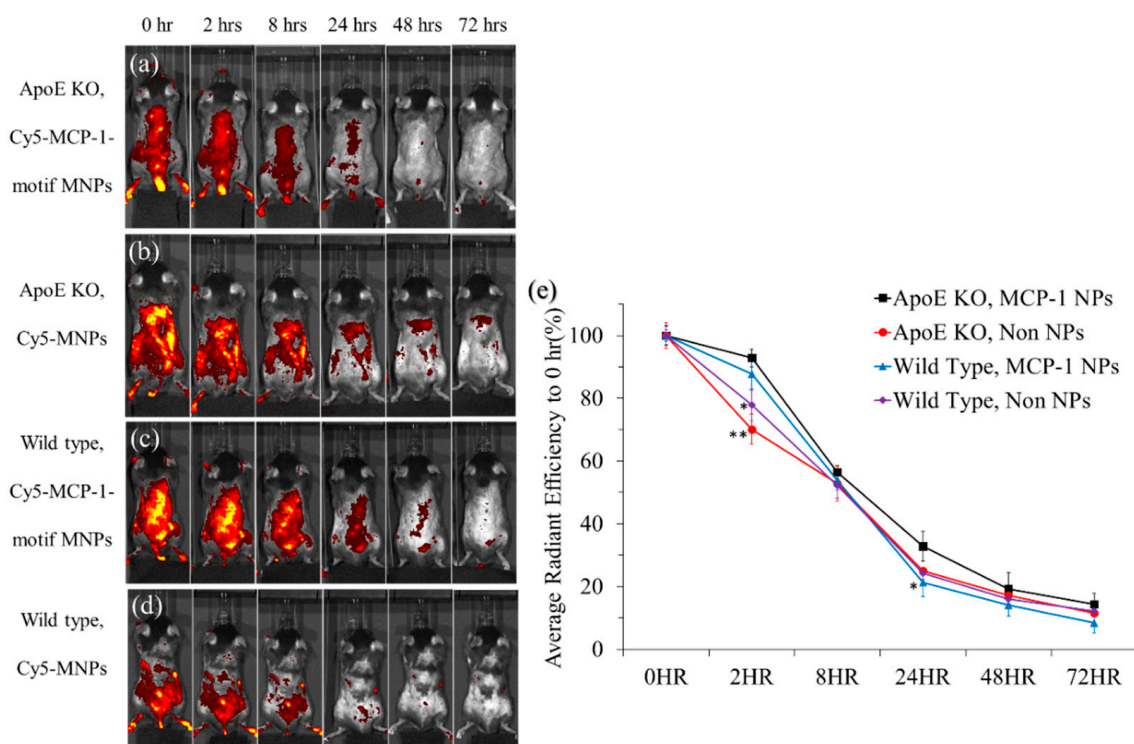 0 hr 2 hrs 8 hrs 24 hrs 48 hrs 72 hrs
(a)
ApoE KO,
Cy5-MCP-1-
motif MNPs
(b)
ApoE KO,
Cy5-MNPs
(c)
Wild type,
Cy5-MCP-1-
motif MNPs
(d)
Wild type,
Cy5-MNPs
(e)
ApoE KO, MCP-1 NPs
ApoE KO, Non NPs
Wild Type, MCP-1 NPs
Wild Type, Non NPs
Average Radiant Efficiency to 0 hr(%)
100
80
60
40
20
0
*
**
*
0HR 2HR 8HR 24HR 48HR 72HR